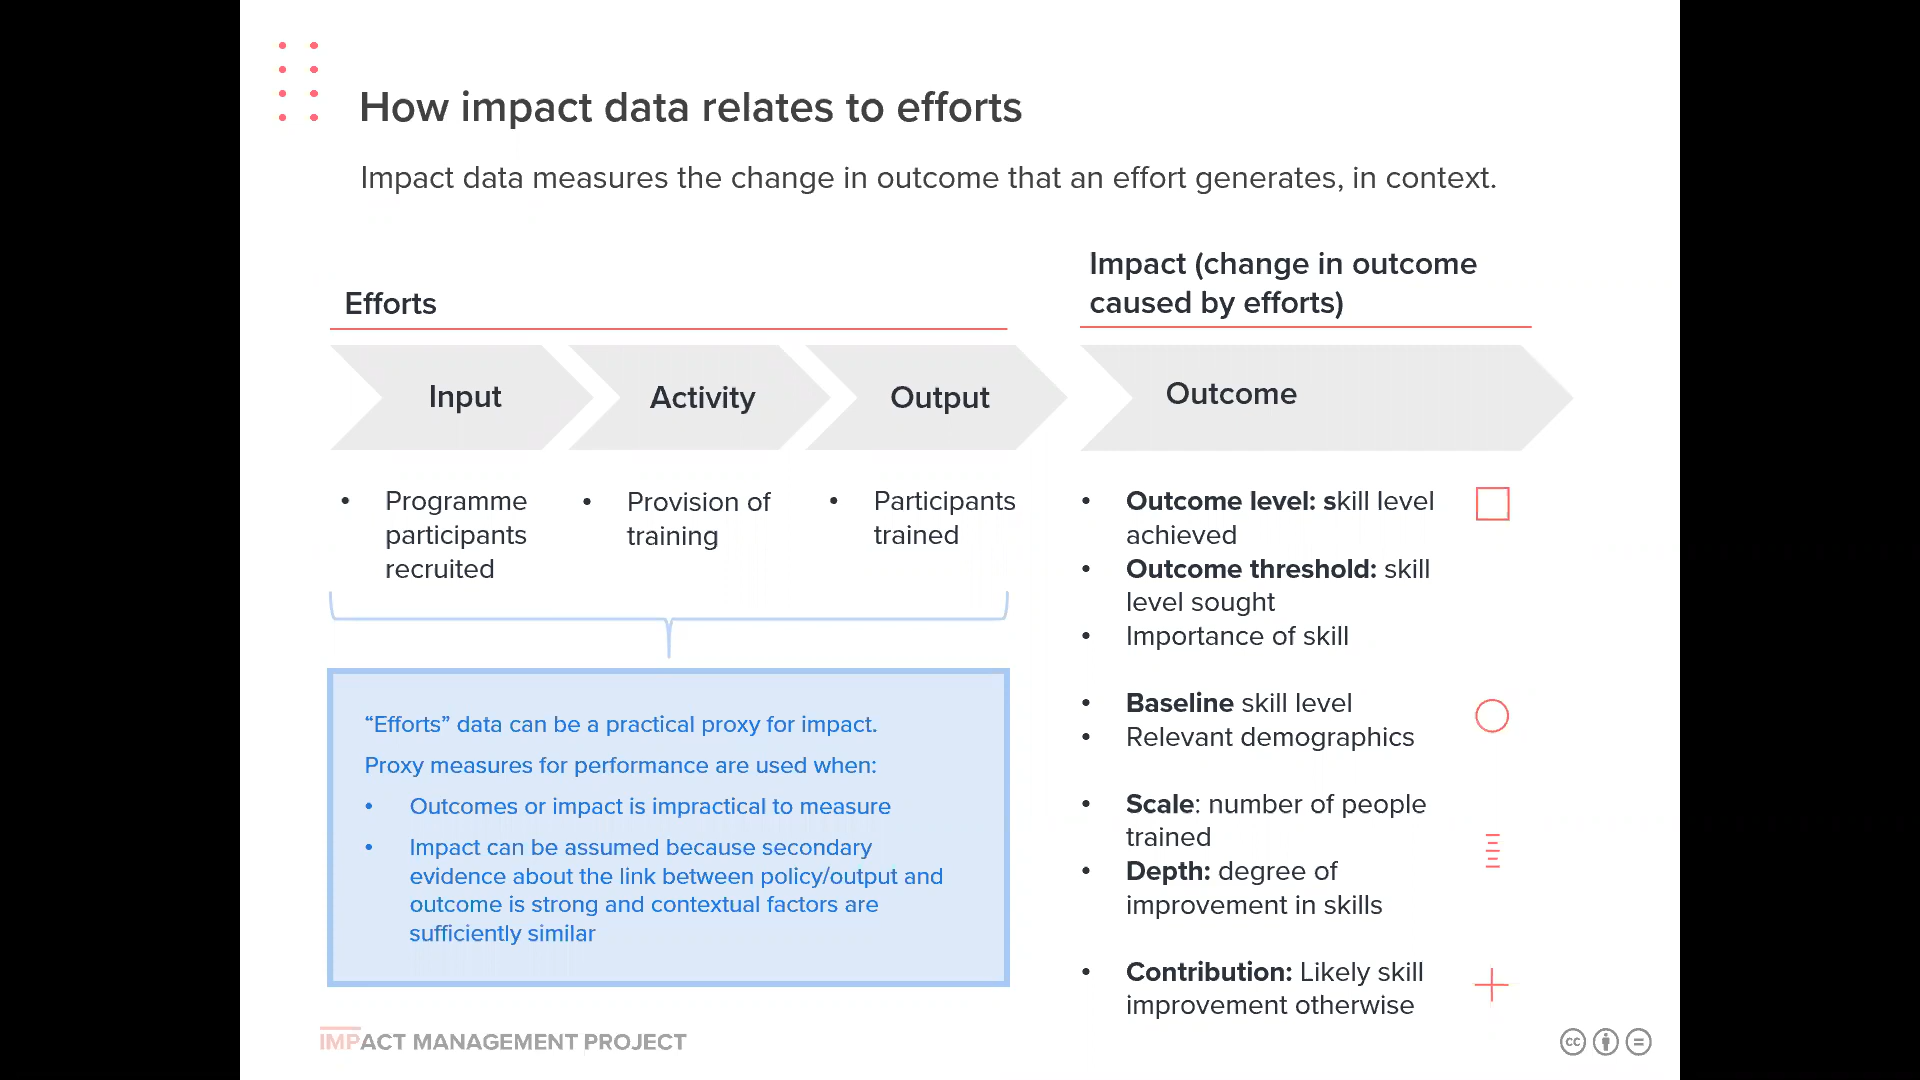 How impact data relates to efforts
Impact data measures the change in outcome that an effort generates, in context.
Efforts
Impact (change in outcome
caused by efforts)
Input
Activity
Output
Outcome
• Programme
participants
recruited
• Provision of
training
• Participants
trained
• Outcome level: skill level
achieved
• Outcome threshold: skill
level sought
• Importance of skill
• Baseline skill level
• Relevant demographics
• Scale: number of people
trained
• Depth: degree of
improvement in skills
• Contribution: Likely skill
improvement otherwise
“Efforts” data can be a practical proxy for impact.
Proxy measures for performance are used when:
• Outcomes or impact is impractical to measure
• Impact can be assumed because secondary
evidence about the link between policy/output and
outcome is strong and contextual factors are
sufficiently similar
IMPACT MANAGEMENT PROJECT
cc